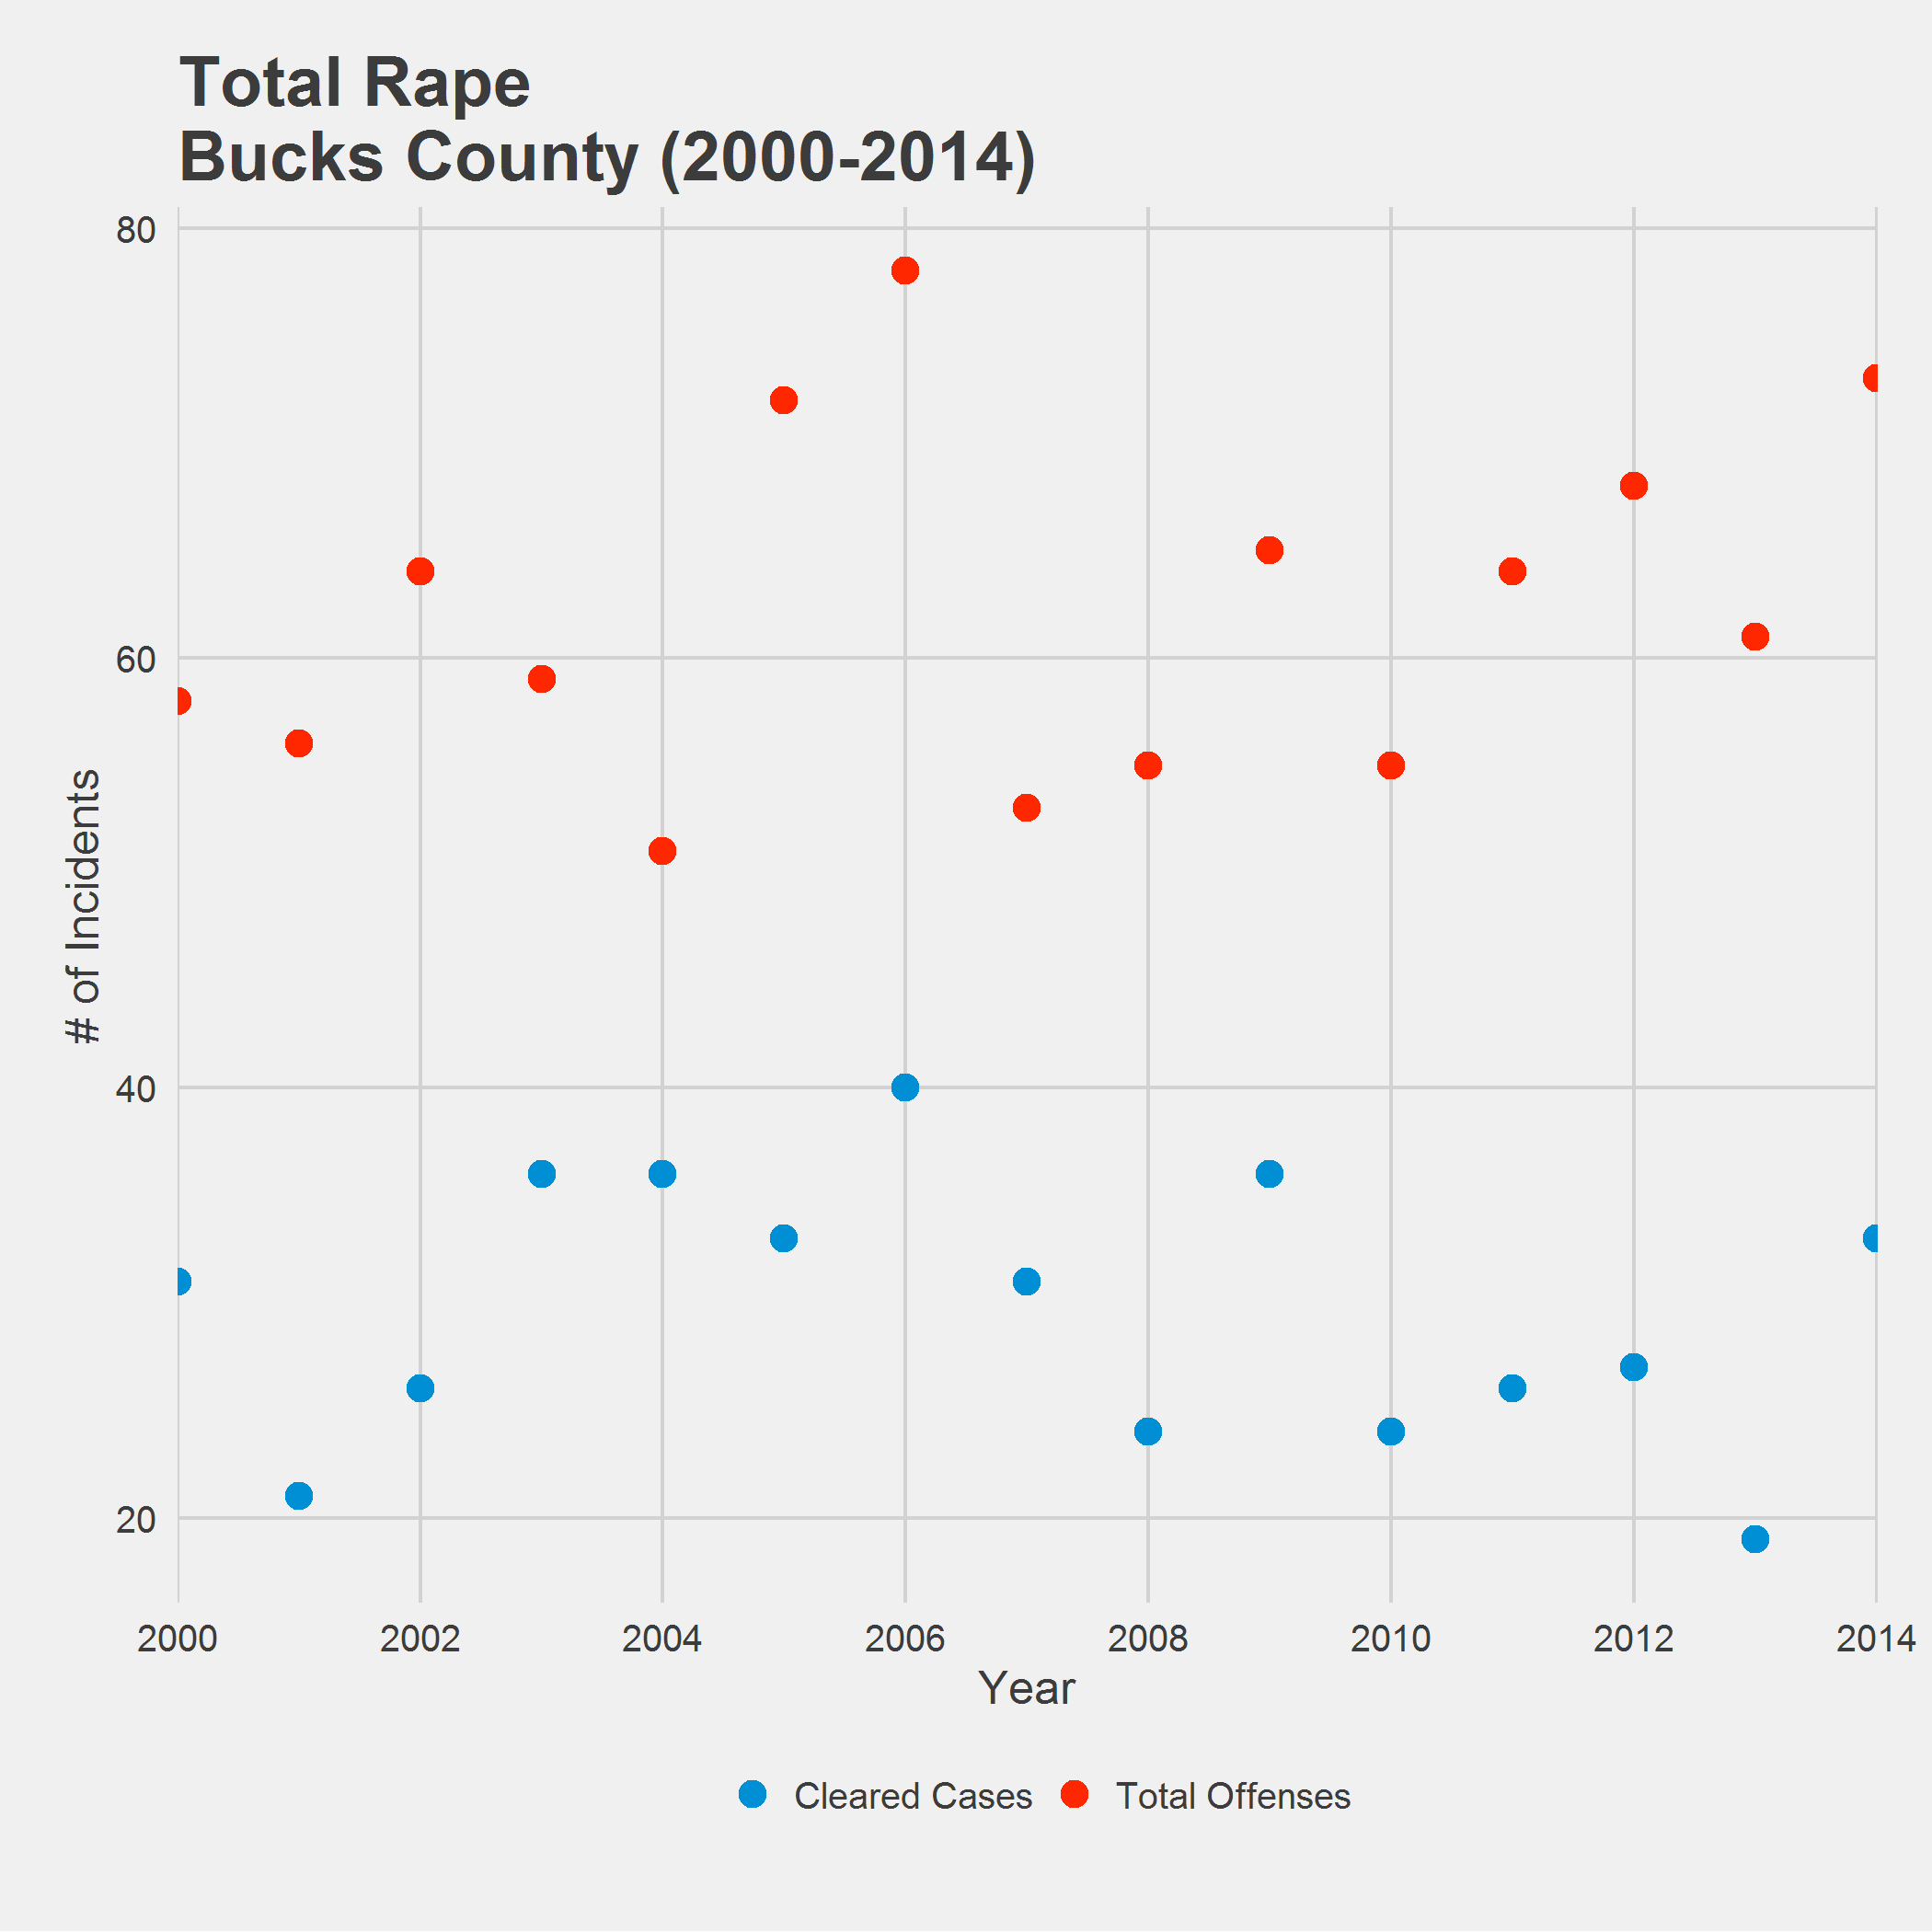 Total Rape
Bucks County (2000-2014)
80
60
40
20
# of Incidents
2000 2002 2004 2006 2008 2010 2012 2014
Year
Cleared Cases Total Offenses